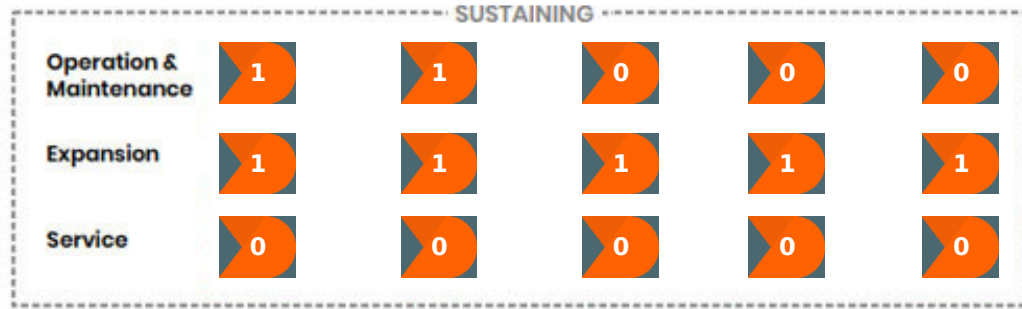 SUSTAINING
Operation &
Maintenance
1 1 0 0 0
Expansion 1 1 1 1 1
Service 0 0 0 0 0